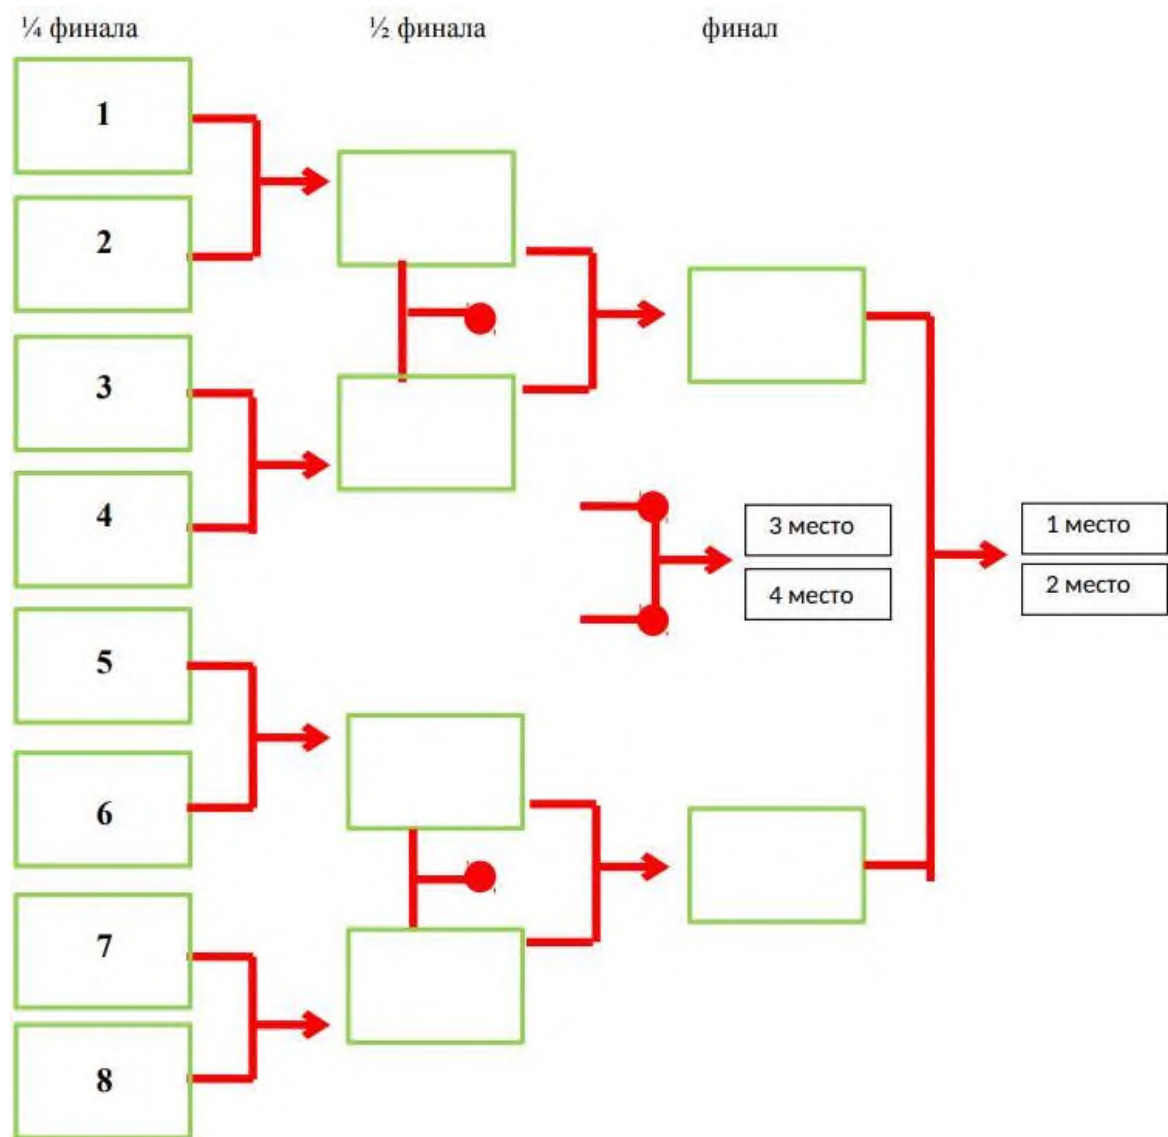 ¼ финала
½ финала
финал
1
2
3
4
5
6
7
8
3 место
4 место
1 место
2 место